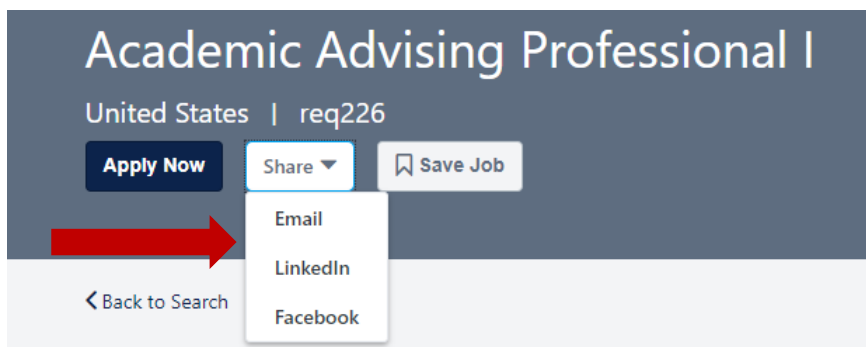 Academic Advising Professional I
United States | req226
Apply Now Share Save Job
Email
LinkedIn
Back to Search
Facebook